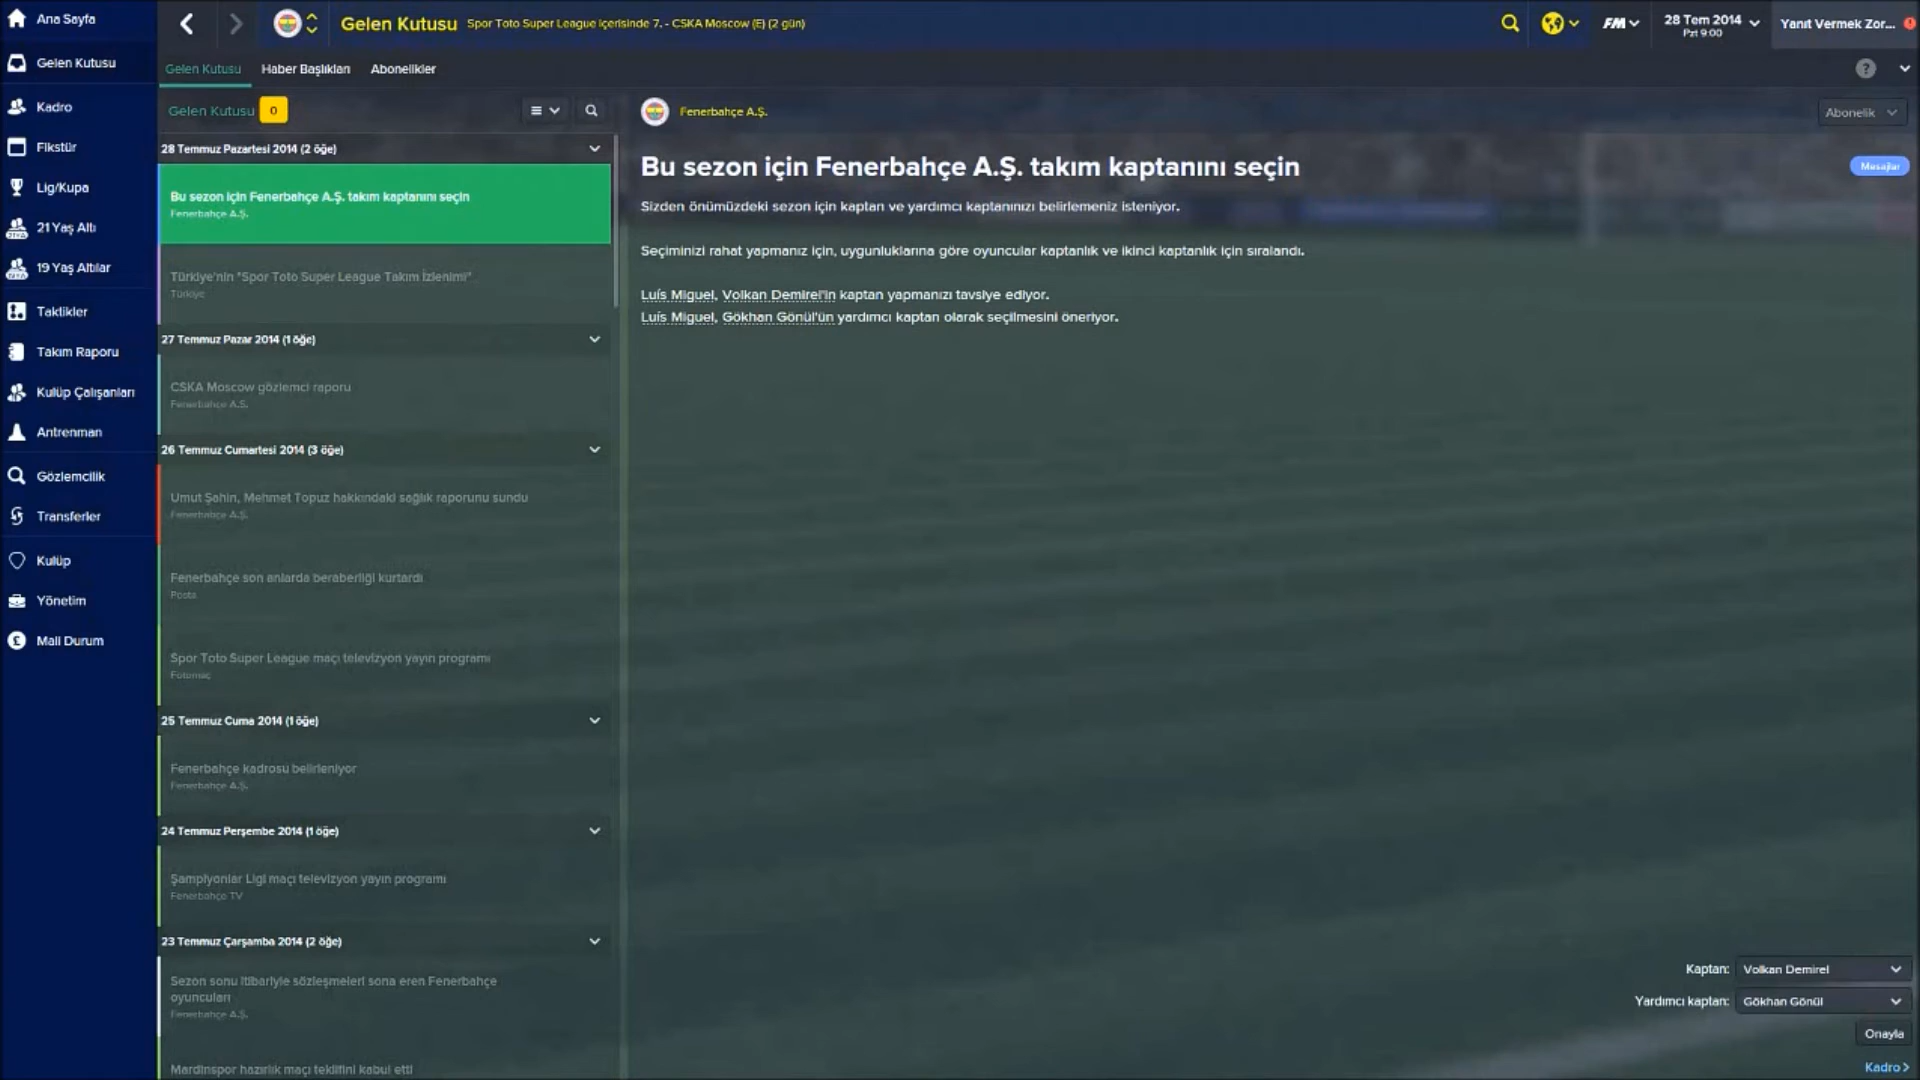 Ana Sayfa
Gelen Kutusu
Kadro
Fikstür
Lig/Kupa
21 Yaş Altı
19 Yaş Altılar
Taktikler
Takım Raporu
Kulüp Çalışanları
Antrenman
Gözlemcilik
Transferler
Kulüp
Yönetim
Mali Durum
Gelen Kutusu Spor Toto Super League içerisinde 7. - CSKA Moscow (E) (2 gün)
FM
28 Tem 2014
Pzt 9:00
Yanıt Vermek Zor...
Gelen Kutusu Haber Başlıkları Abonelikler
Gelen Kutusu 0
28 Temmuz Pazartesi 2014 (2 öğe)
Bu sezon için Fenerbahçe A.Ş. takım kaptanını seçin
Fenerbahçe A.Ş.
Türkiye'nin "Spor Toto Super League Takım İzlenimi"
Türkiye
27 Temmuz Pazar 2014 (1 öğe)
CSKA Moscow gözlemci raporu
Fenerbahçe A.Ş.
26 Temmuz Cumartesi 2014 (3 öğe)
Umut Şahin, Mehmet Topuz hakkındaki sağlık raporunu sundu
Fenerbahçe A.Ş.
Fenerbahçe son anlarda beraberliği kurtardı
Posta
Spor Toto Super League maçı televizyon yayın programı
Fotomaç
25 Temmuz Cuma 2014 (1 öğe)
Fenerbahçe kadrosu belirleniyor
Fenerbahçe A.Ş.
24 Temmuz Perşembe 2014 (1 öğe)
Şampiyonlar Ligi maçı televizyon yayın programı
Fenerbahçe TV
23 Temmuz Çarşamba 2014 (2 öğe)
Sezon sonu itibariyle sözleşmeleri sona eren Fenerbahçe
oyuncuları
Fenerbahçe A.Ş.
Mardinspor hazırlık maçı teklifini kabul etti
Fenerbahçe A.Ş.
Abonelik
Bu sezon için Fenerbahçe A.Ş. takım kaptanını seçin
Mesajlar
Sizden önümüzdeki sezon için kaptan ve yardımcı kaptanınızı belirlemeniz isteniyor.
Seçiminizi rahat yapmanız için, uygunluklarına göre oyuncular kaptanlık ve ikinci kaptanlık için sıralandı.
Luís Miguel, Volkan Demirel'in kaptan yapmanızı tavsiye ediyor.
Luís Miguel, Gökhan Gönül'ün yardımcı kaptan olarak seçilmesini öneriyor.
Kaptan: Volkan Demirel
Yardımcı kaptan: Gökhan Gönül
Onayla
Kadro >